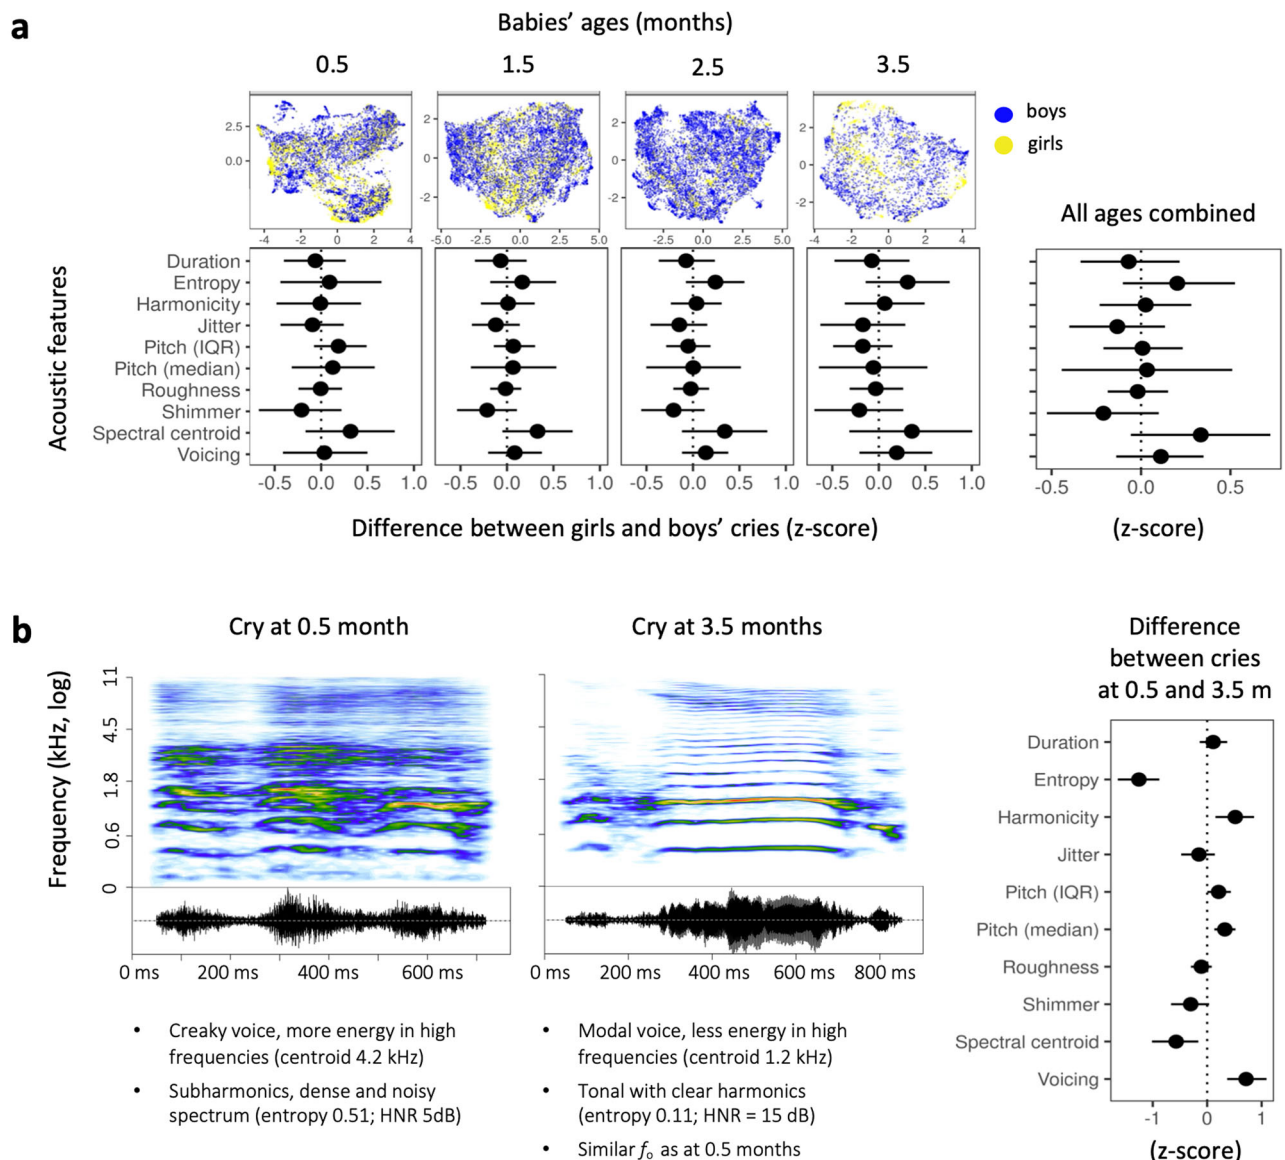 a
Babies' ages (months)
0.5 1.5 2.5 3.5
boys
girls
2.5
0.0
2
0
-2
2
0
-2
2
0
-2
-4 -2 0 2 4
-5.0 -2.5 0.0 2.5 5.0
-2.5 0.0 2.5 5.0
-4 -2 0 2 4
All ages combined
Acoustic features
Duration
Entropy
Harmonicity
Jitter
Pitch (IQR)
Pitch (median)
Roughness
Shimmer
Spectral centroid
Voicing
-0.5 0.0 0.5 1.0
-0.5 0.0 0.5 1.0
-0.5 0.0 0.5 1.0
-0.5 0.0 0.5 1.0
-0.5 0.0 0.5
Difference between girls and boys' cries (z-score)
(z-score)
b
Cry at 0.5 month
Cry at 3.5 months
Frequency (kHz, log)
11
4.5
1.8
0.6
0
0 ms 200 ms 400 ms 600 ms
0 ms 200 ms 400 ms 600 ms 800 ms
• Creaky voice, more energy in high
frequencies (centroid 4.2 kHz)
• Subharmonics, dense and noisy
spectrum (entropy 0.51; HNR 5dB)
• Modal voice, less energy in high
frequencies (centroid 1.2 kHz)
• Tonal with clear harmonics
(entropy 0.11; HNR = 15 dB)
• Similar fₒ as at 0.5 months
Difference
between cries
at 0.5 and 3.5 m
Duration
Entropy
Harmonicity
Jitter
Pitch (IQR)
Pitch (median)
Roughness
Shimmer
Spectral centroid
Voicing
-1 0 1
(z-score)